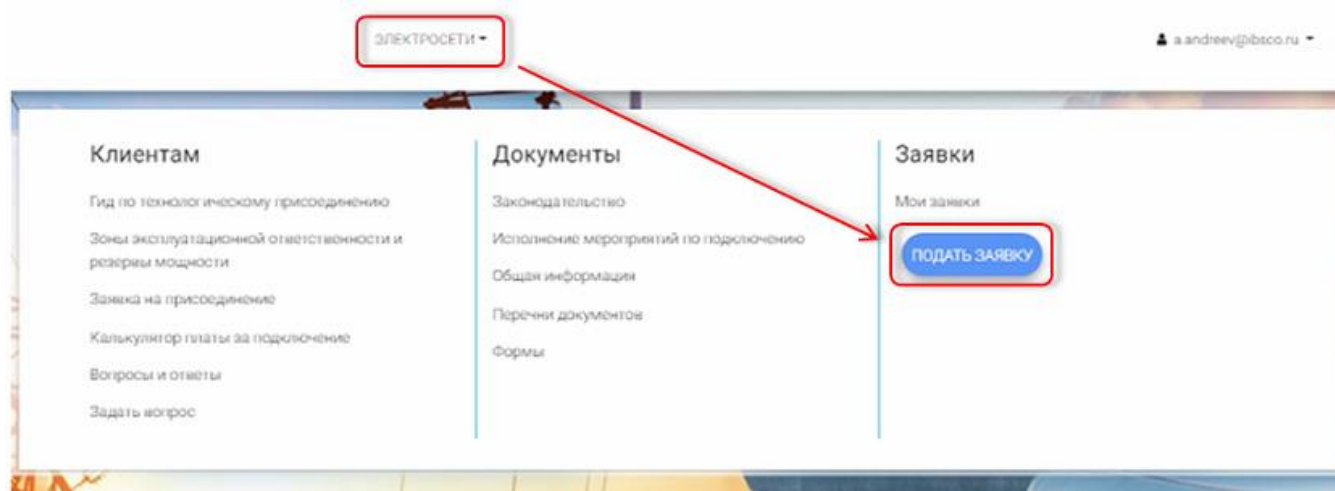 ЭЛЕКТРОСЕТИ
a.andreev@ibsco.ru
Клиентам
Гид по технологическому присоединению
Зоны эксплуатационной ответственности и
резервы мощности
Заявка на присоединение
Калькулятор платы за подключение
Вопросы и ответы
Задать вопрос
Документы
Законодательство
Исполнение мероприятий по подключению
Общая информация
Перечни документов
Формы
Заявки
Мои заявки
ПОДАТЬ ЗАЯВКУ